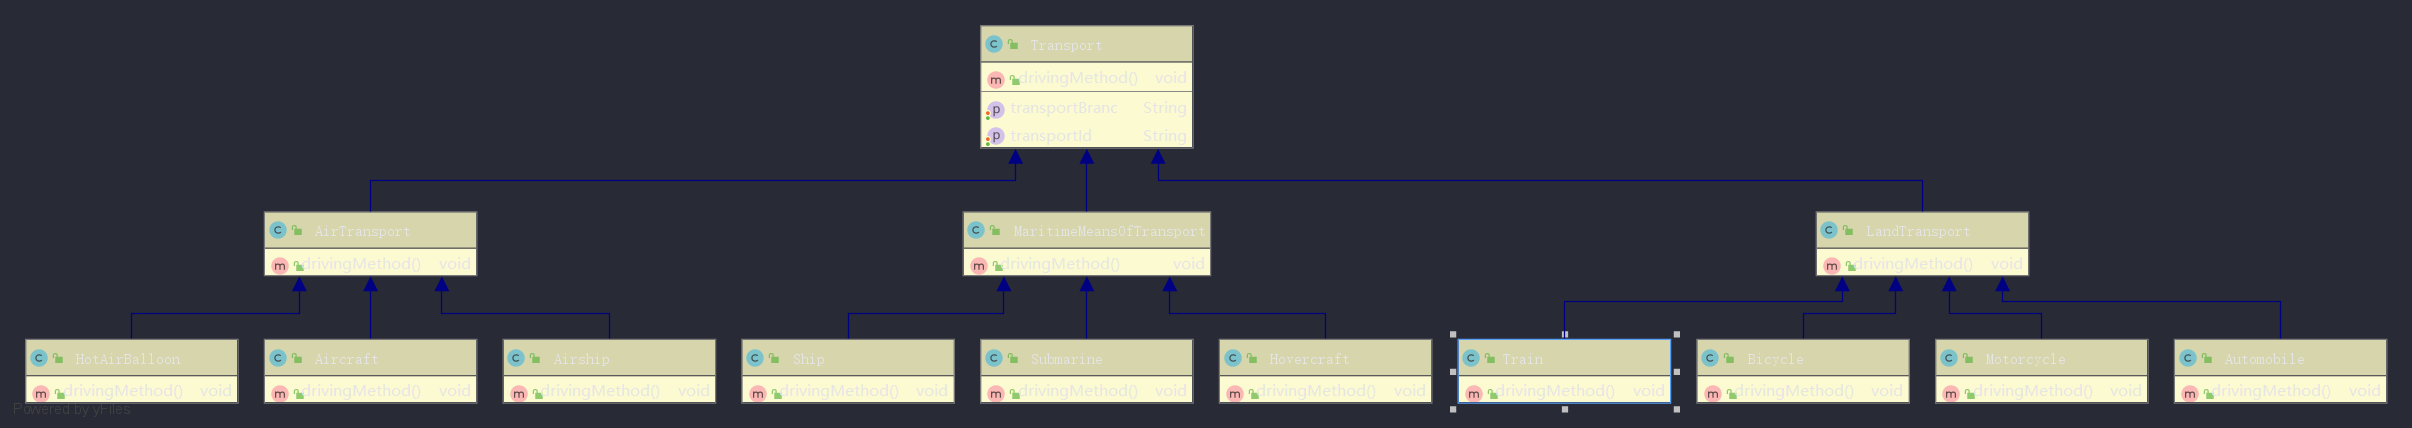 Transport
drivingMethod() void
transportBranc String
transportId String
AirTransport
drivingMethod() void
MaritimeMeansOfTransport
drivingMethod() void
LandTransport
drivingMethod() void
HotAirBalloon
drivingMethod() void
Aircraft
drivingMethod() void
Airship
drivingMethod() void
Ship
drivingMethod() void
Submarine
drivingMethod() void
Hovercraft
drivingMethod() void
Train
drivingMethod() void
Bicycle
drivingMethod() void
Motorcycle
drivingMethod() void
Automobile
drivingMethod() void
Powered by yFiles